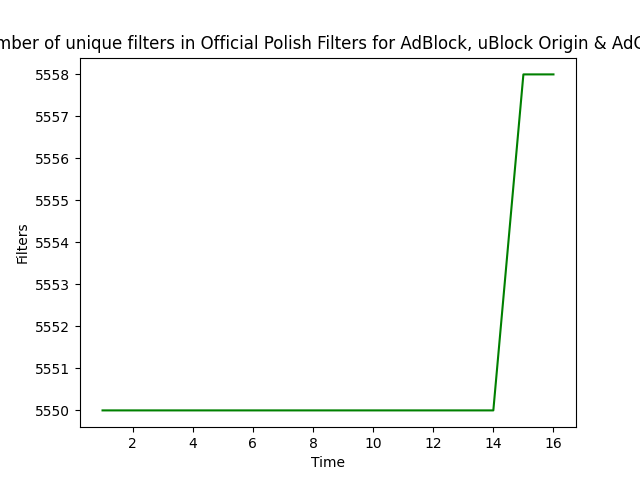 mber of unique filters in Official Polish Filters for AdBlock, uBlock Origin & AdG
5558
5557
5556
5555
5554
5553
5552
5551
5550
Filters
2 4 6 8 10 12 14 16
Time